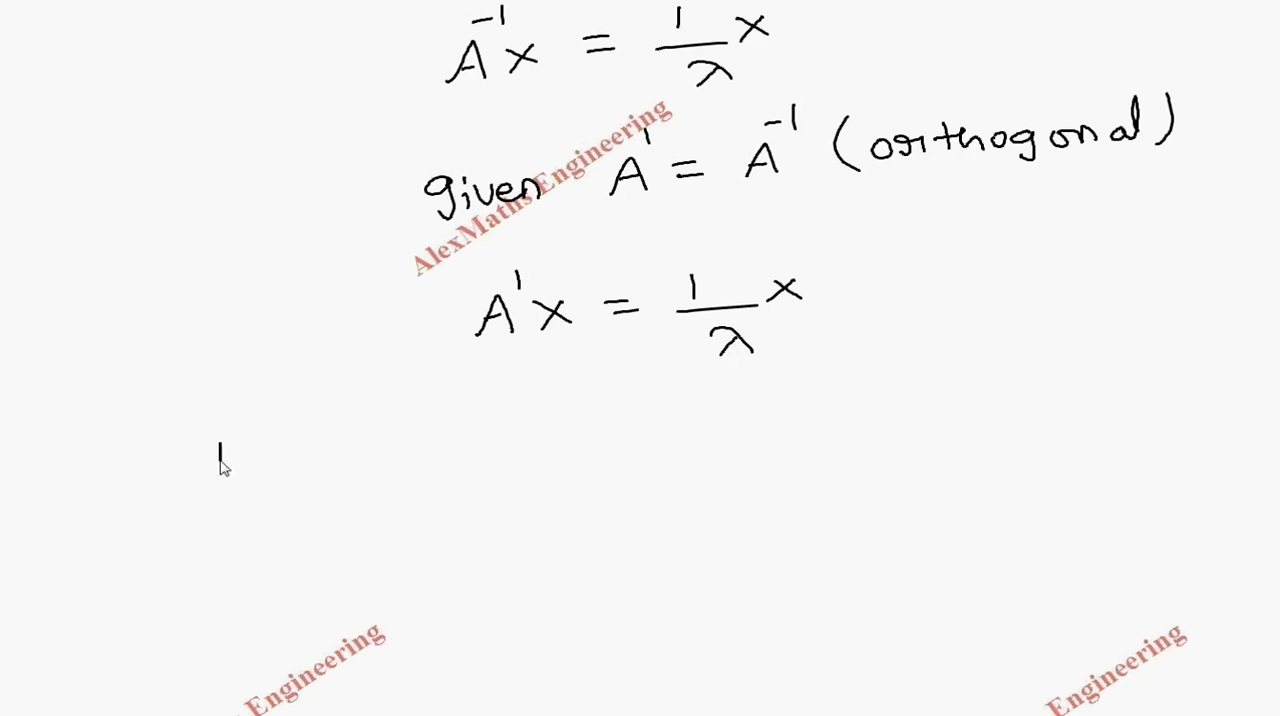 A⁻¹x = 1/λ x
given A' = A⁻¹ (orthogonal)
AlexMaths Engineering
A'x = 1/λ x
Engineering
Engineering